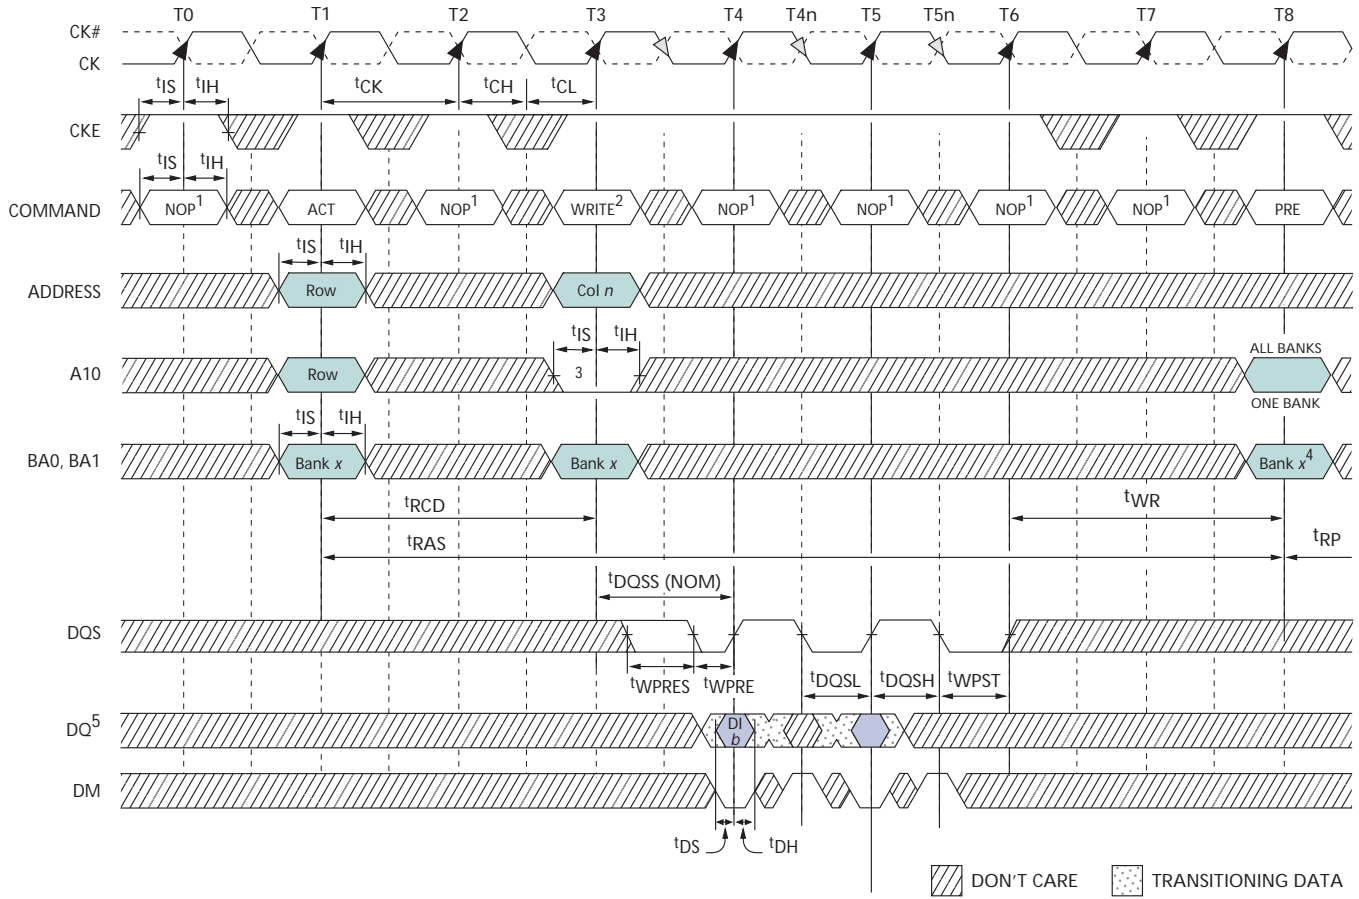 T0 T1 T2 T3 T4 T4n T5 T5n T6 T7 T8
CK#
CK
tIS tIH tCK tCH tCL
CKE
tIS tIH
COMMAND NOP1 ACT NOP1 WRITE2 NOP1 NOP1 NOP1 NOP1 PRE
tIS tIH
ADDRESS Row Col n
tIS tIH
ALL BANKS
A10 Row 3
ONE BANK
tIS tIH
BA0, BA1 Bank x Bank x Bank x4
tRCD tWR
tRAS tRP
tDQSS (NOM)
DQS
tWPRES tWPRE tDQSL tDQSH tWPST
DQ5 DI
b
DM
tDS tDH
DON'T CARE TRANSITIONING DATA